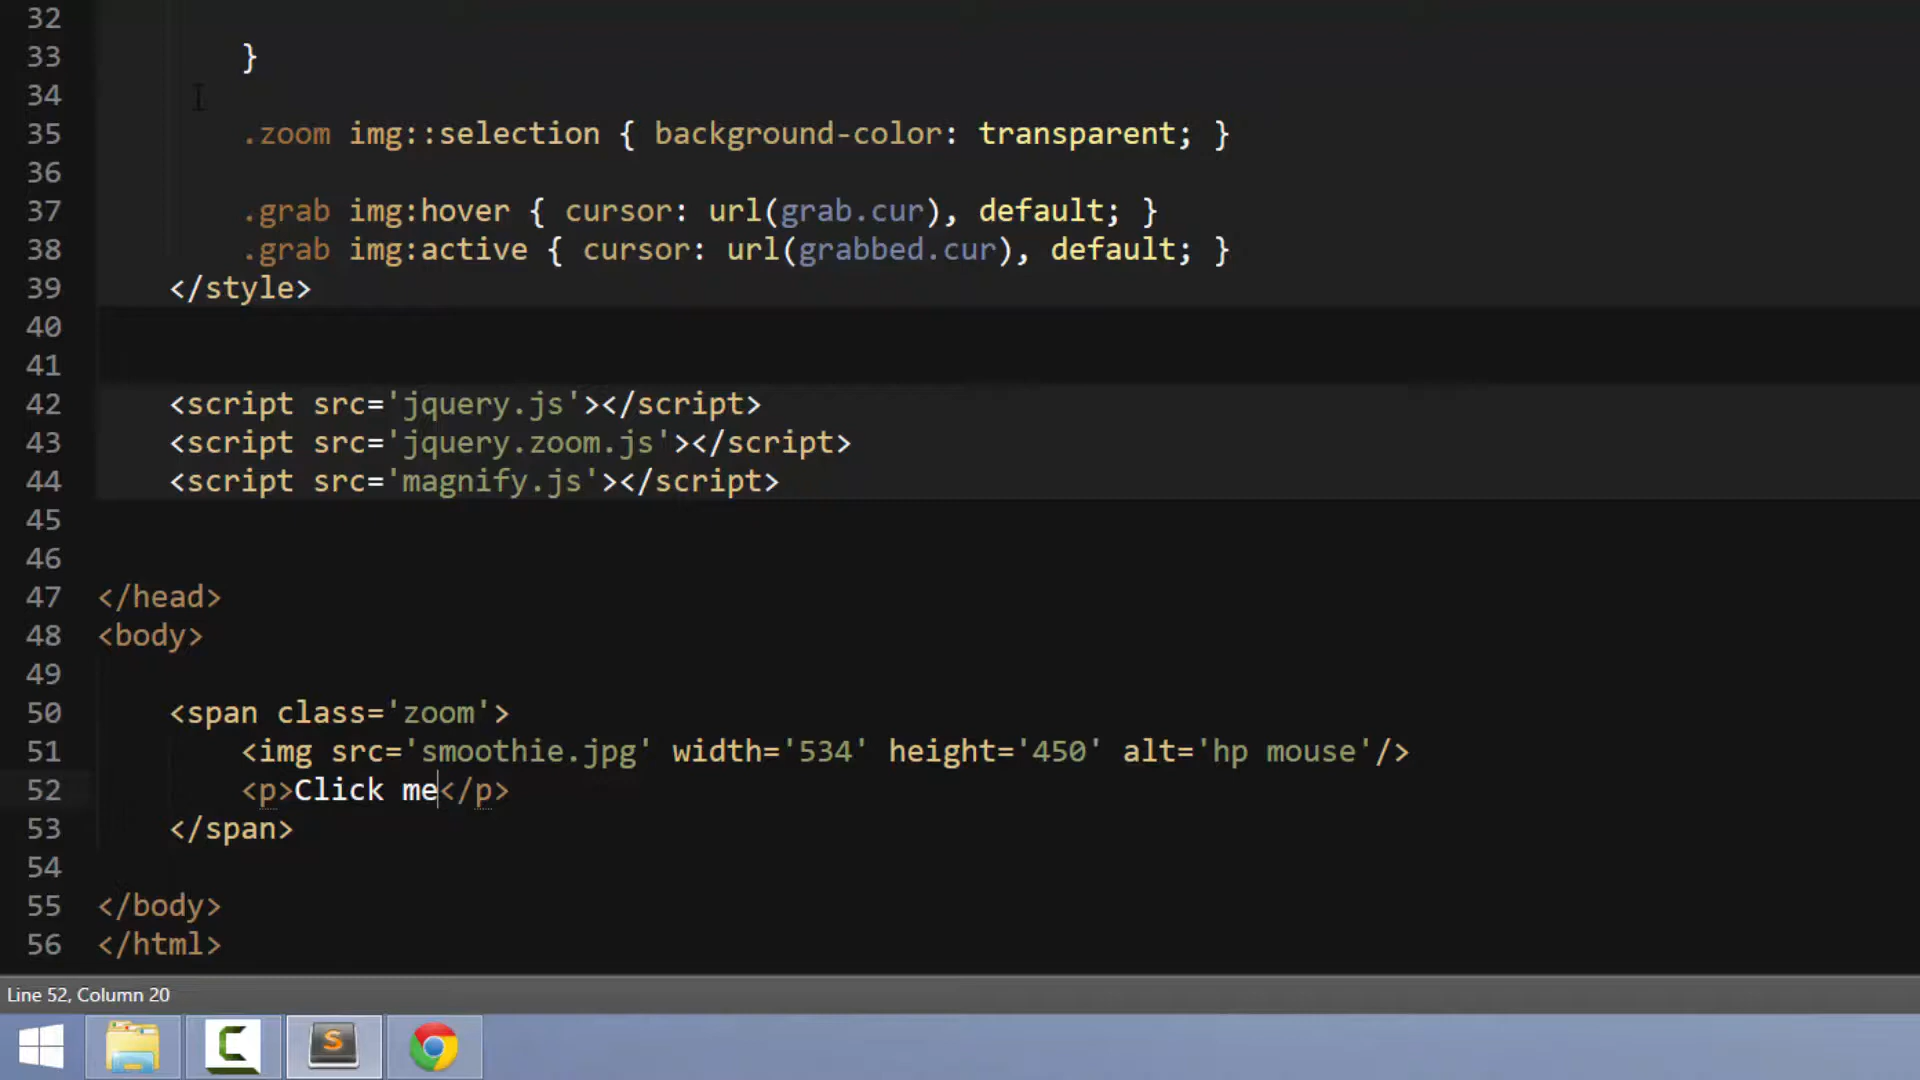 32
33 }
34
35 .zoom img::selection { background-color: transparent; }
36
37 .grab img:hover { cursor: url(grab.cur), default; }
38 .grab img:active { cursor: url(grabbed.cur), default; }
39 </style>
40
41
42 <script src='jquery.js'></script>
43 <script src='jquery.zoom.js'></script>
44 <script src='magnify.js'></script>
45
46
47 </head>
48 <body>
49
50 <span class='zoom'>
51 <img src='smoothie.jpg' width='534' height='450' alt='hp mouse'/>
52 <p>Click me</p>
53 </span>
54
55 </body>
56 </html>
Line 52, Column 20